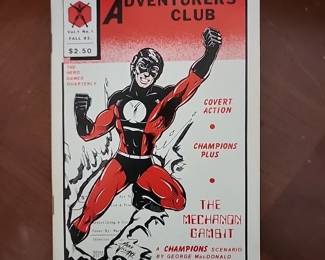 ADVENTURERS
CLUB
Vol.1 No.1
FALL 83.
$2.50
THE
HERO
GAMES
QUARTERLY
COVERT
ACTION
CHAMPIONS
PLUS
THE
MECHANON
GAMBIT
A CHAMPIONS SCENARIO
BY GEORGE MacDONALD